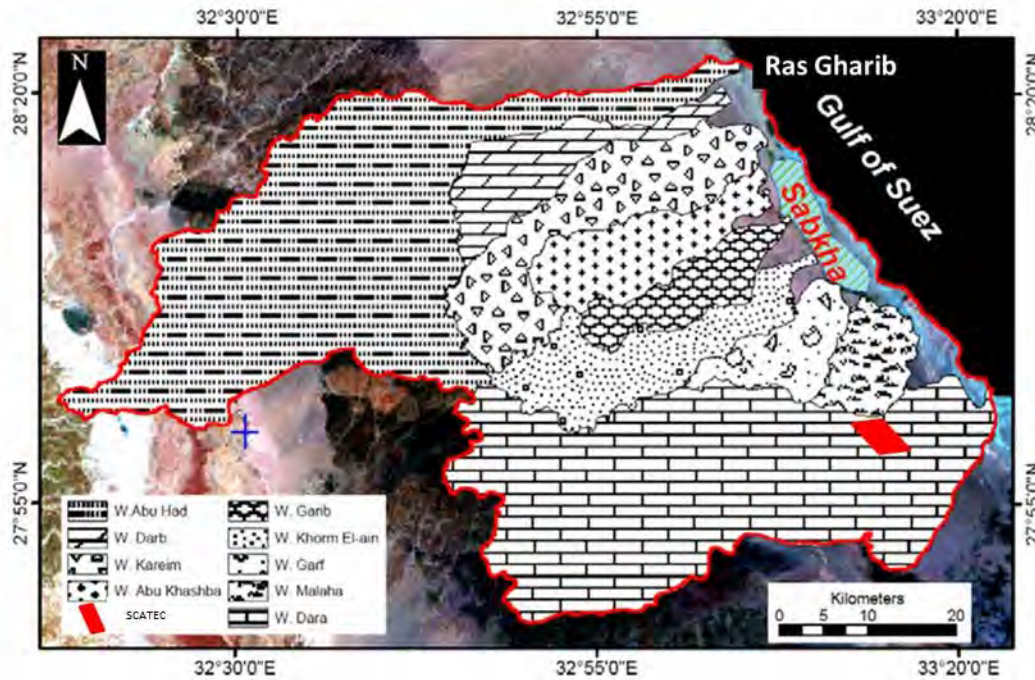 32°30'0"E
32°55'0"E
33°20'0"E
N
Ras Gharib
28°20'0"N
28°20'0"N
Gulf of Suez
Sabkha
27°55'0"N
27°55'0"N
W.Abu Had
W. Garib
W. Darb
W. Khorm El-ain
W. Kareim
W. Garf
W. Abu Khashba
W. Malaha
SCATEC
W. Dara
Kilometers
0 5 10 20
32°30'0"E
32°55'0"E
33°20'0"E